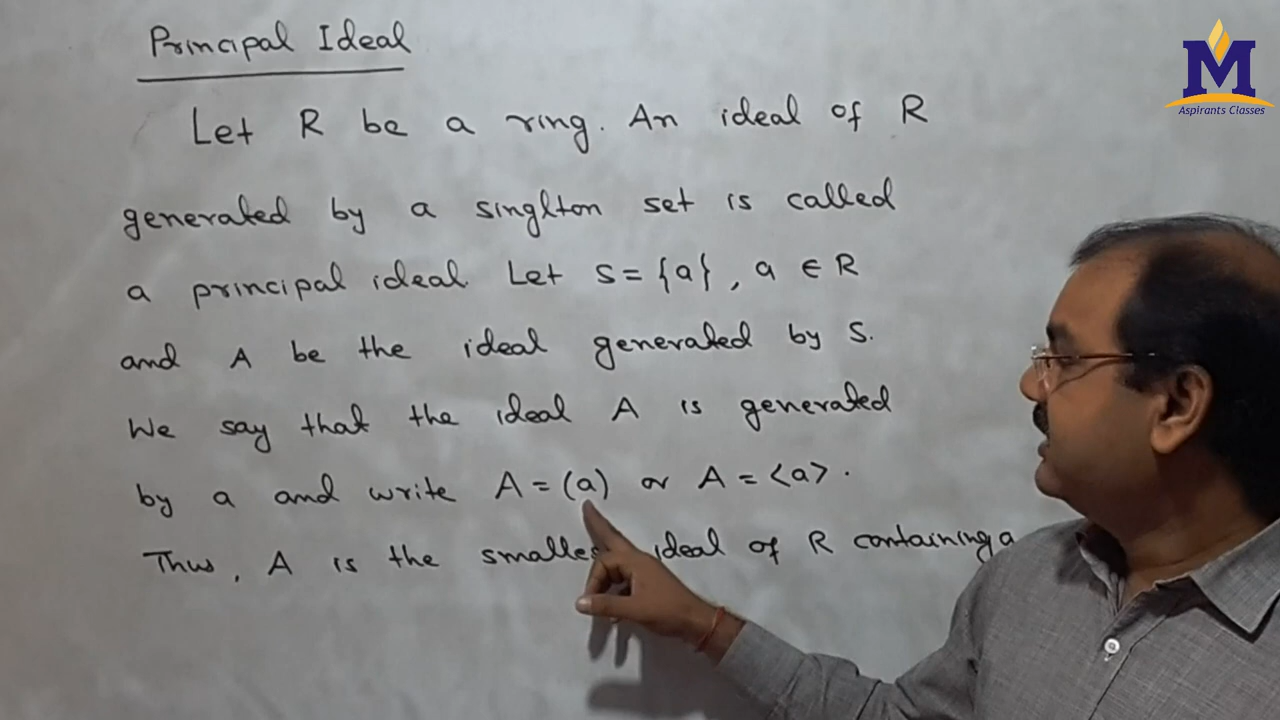 Principal Ideal
M
Aspirants Classes
Let R be a ring. An ideal of R
generated by a singlton set is called
a principal ideal. Let S = {a}, a ∈ R
and A be the ideal generated by S.
We say that the ideal A is generated
by a and write A = (a) or A = <a>.
Thus, A is the smalles ideal of R containing a